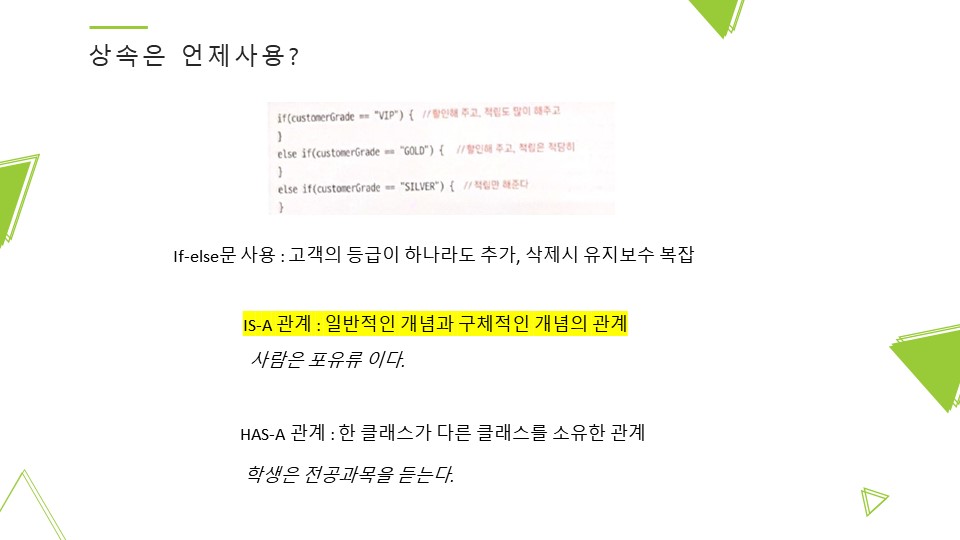 상속은 언제사용?
if(customerGrade == "VIP") { //할인해 주고, 적립도 많이 해주고
}
else if(customerGrade == "GOLD") { //할인해 주고, 적립은 적당히
}
else if(customerGrade == "SILVER") { //적립만 해준다
}
If-else문 사용 : 고객의 등급이 하나라도 추가, 삭제시 유지보수 복잡
IS-A 관계 : 일반적인 개념과 구체적인 개념의 관계
사람은 포유류 이다.
HAS-A 관계 : 한 클래스가 다른 클래스를 소유한 관계
학생은 전공과목을 듣는다.